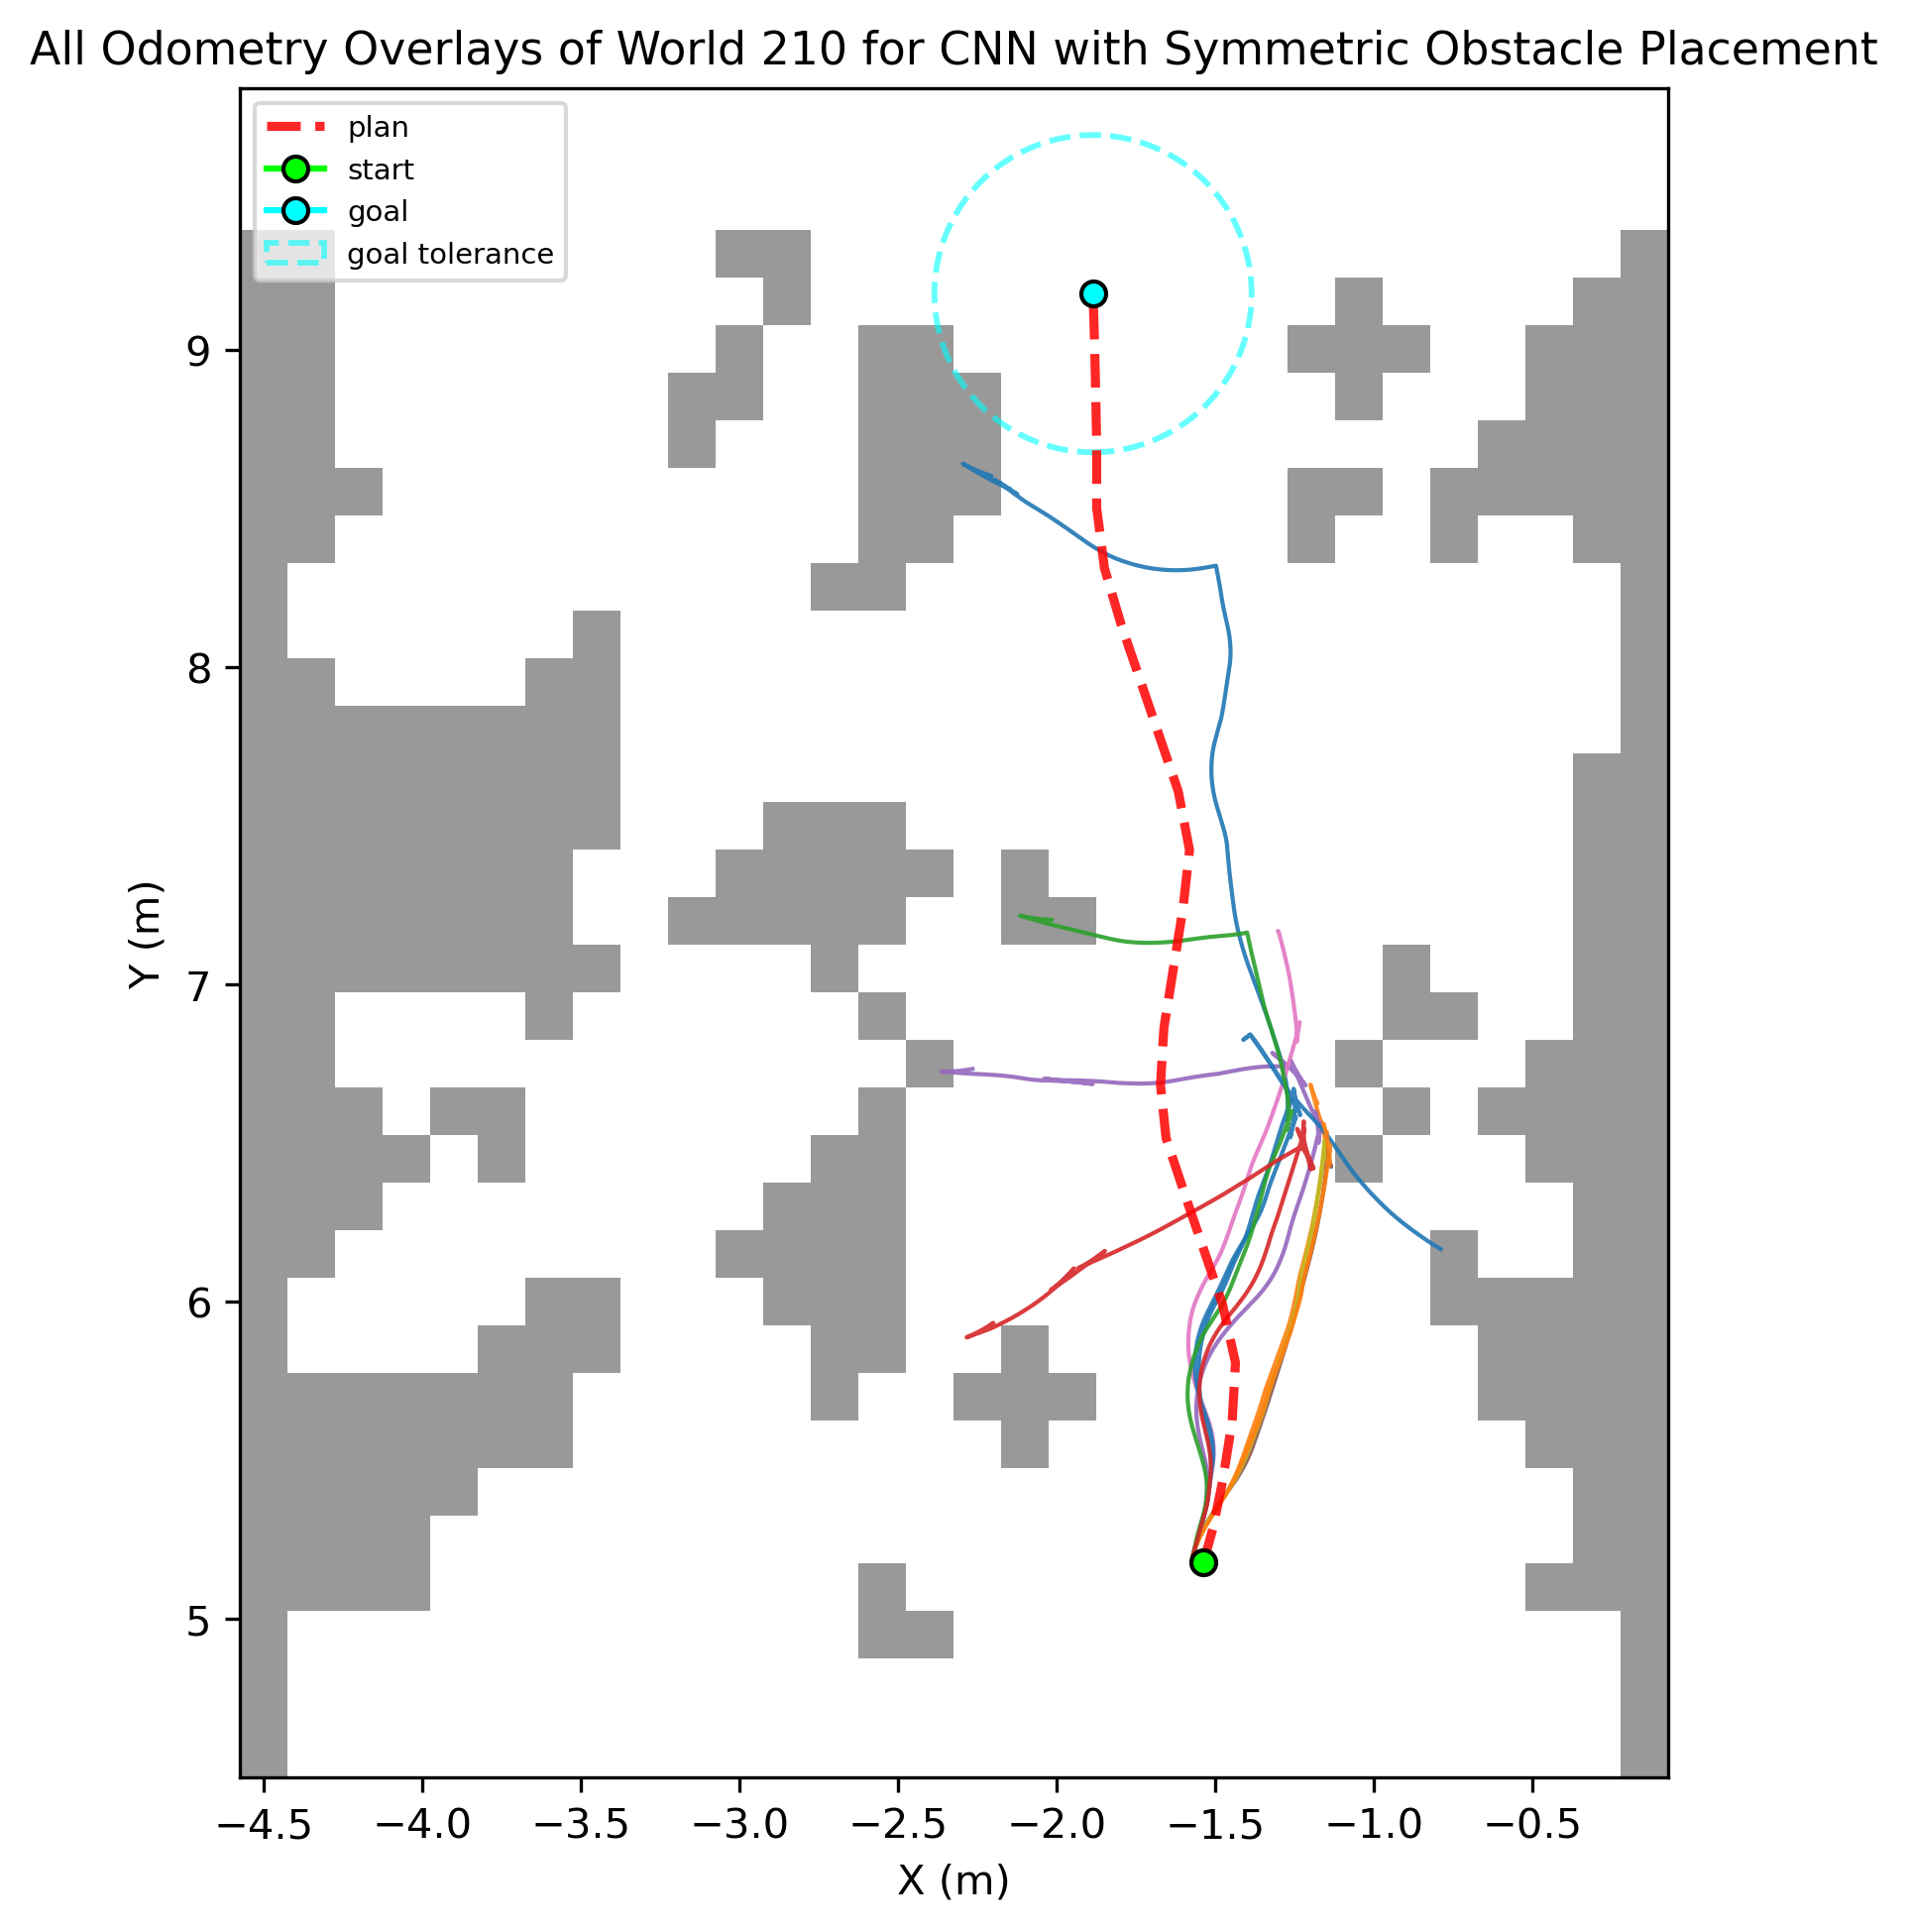 All Odometry Overlays of World 210 for CNN with Symmetric Obstacle Placement
plan
start
goal
goal tolerance
9
8
7
6
5
Y (m)
−4.5 −4.0 −3.5 −3.0 −2.5 −2.0 −1.5 −1.0 −0.5
X (m)